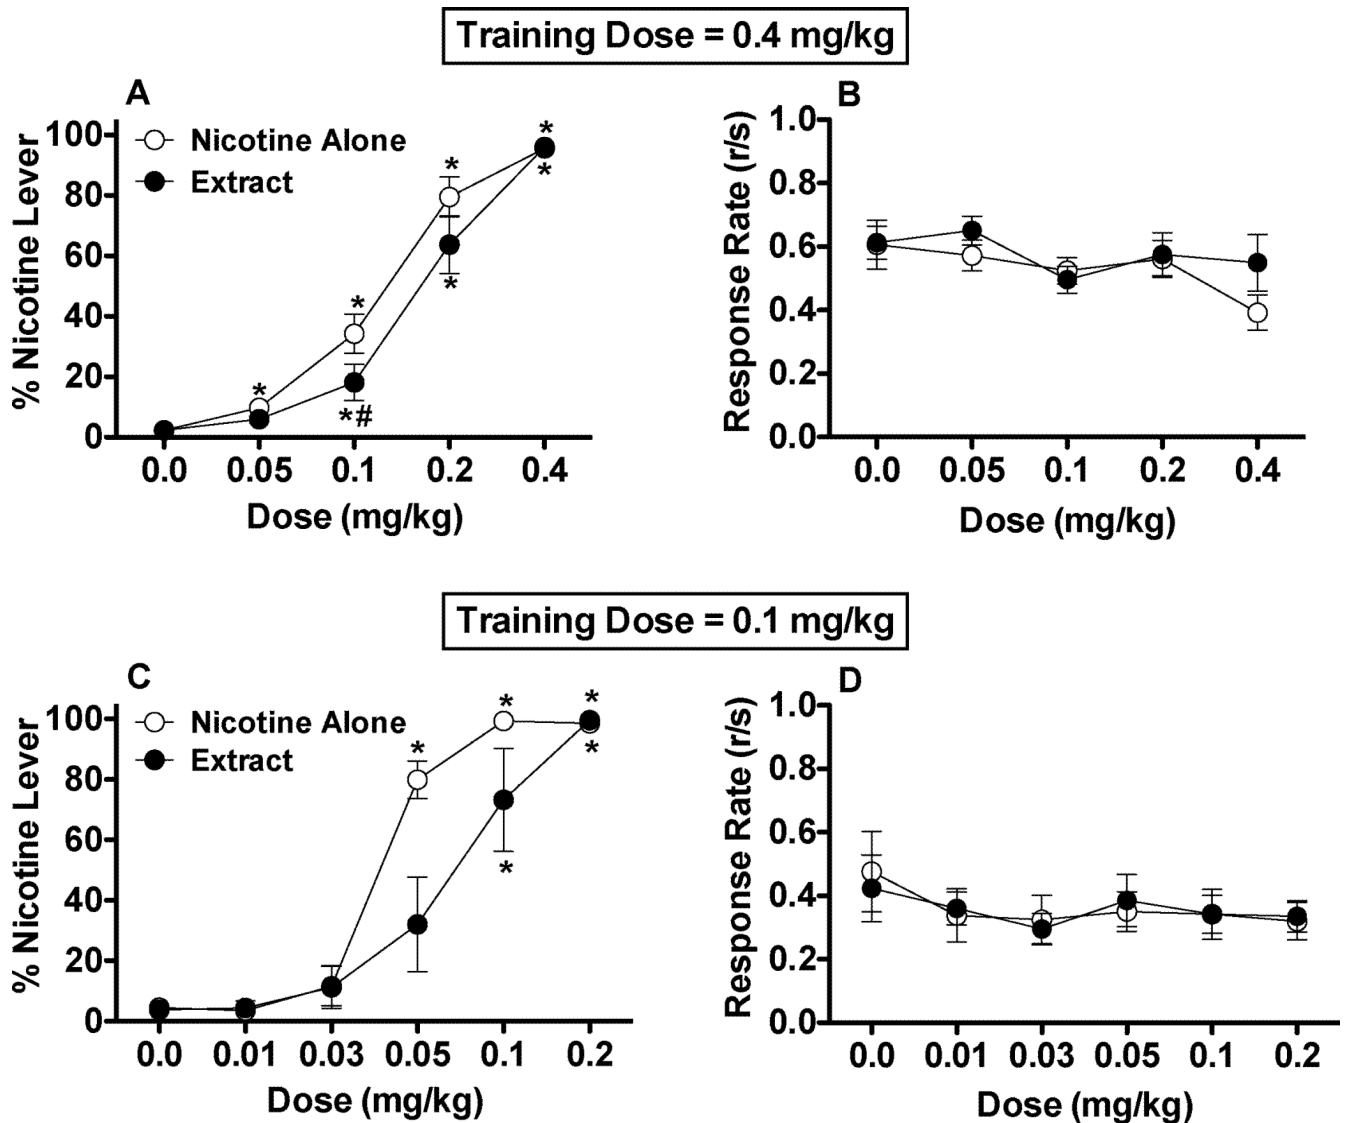 Training Dose = 0.4 mg/kg
A
% Nicotine Lever
100
80
60
40
20
0
Nicotine Alone
Extract
*
*
*#
*
*
*
*
*
0.0 0.05 0.1 0.2 0.4
Dose (mg/kg)
B
Response Rate (r/s)
1.0
0.8
0.6
0.4
0.2
0.0
0.0 0.05 0.1 0.2 0.4
Dose (mg/kg)
Training Dose = 0.1 mg/kg
C
% Nicotine Lever
100
80
60
40
20
0
Nicotine Alone
Extract
*
*
*
*
*
0.0 0.01 0.03 0.05 0.1 0.2
Dose (mg/kg)
D
Response Rate (r/s)
1.0
0.8
0.6
0.4
0.2
0.0
0.0 0.01 0.03 0.05 0.1 0.2
Dose (mg/kg)